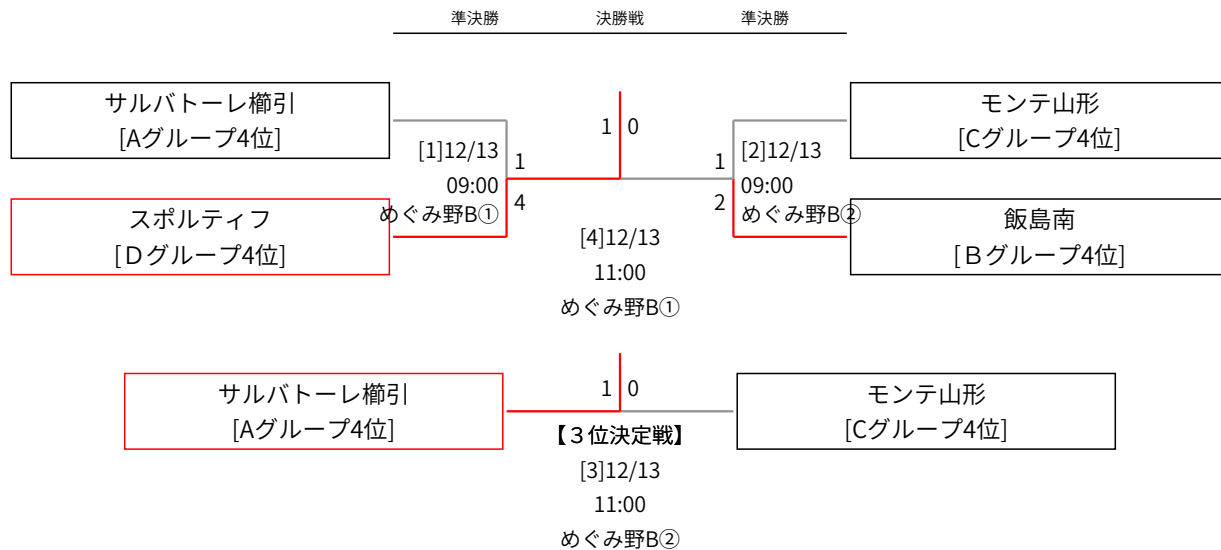 準決勝
決勝戦
準決勝
サルバトーレ櫛引
[Aグループ4位]
モンテ山形
[Cグループ4位]
1 0
[1]12/13
09:00
めぐみ野B①
1
4
1
2
[2]12/13
09:00
めぐみ野B②
スポルティフ
[Ｄグループ4位]
飯島南
[Ｂグループ4位]
[4]12/13
11:00
めぐみ野B①
サルバトーレ櫛引
[Aグループ4位]
1 0
モンテ山形
[Cグループ4位]
【３位決定戦】
[3]12/13
11:00
めぐみ野B②